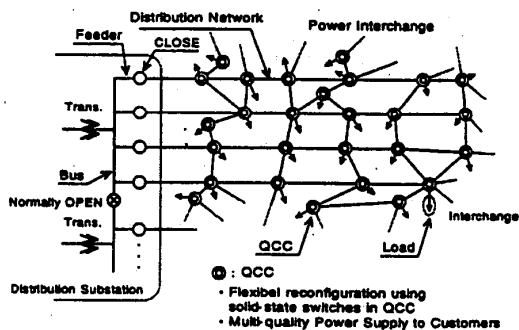 Distribution Network
Power Interchange
Feeder
CLOSE
Trans.
Bus
Normally OPEN
Trans.
QCC
Load
Interchange
Distribution Substation
: QCC
• Flexibel reconfiguration using
solid-state switches in QCC
• Multi-quality Power Supply to Customers